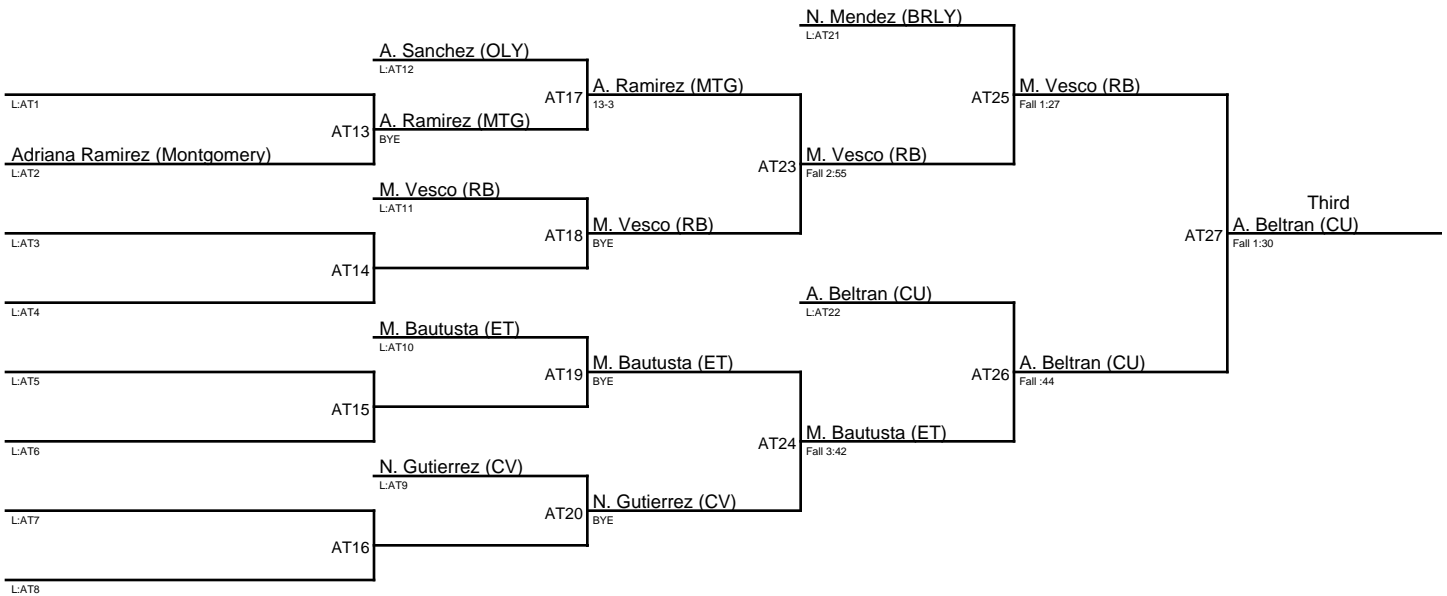 N. Mendez (BRLY)
L:AT21
A. Sanchez (OLY)
L:AT12
L:AT1
AT13
A. Ramirez (MTG)
BYE
Adriana Ramirez (Montgomery)
L:AT2
AT17
A. Ramirez (MTG)
13-3
AT25
M. Vesco (RB)
Fall 1:27
AT23
M. Vesco (RB)
Fall 2:55
M. Vesco (RB)
L:AT11
L:AT3
AT18
M. Vesco (RB)
BYE
AT14
L:AT4
Third
AT27
A. Beltran (CU)
Fall 1:30
A. Beltran (CU)
L:AT22
M. Bautusta (ET)
L:AT10
L:AT5
AT19
M. Bautusta (ET)
BYE
AT26
A. Beltran (CU)
Fall :44
AT15
L:AT6
AT24
M. Bautusta (ET)
Fall 3:42
N. Gutierrez (CV)
L:AT9
L:AT7
AT20
N. Gutierrez (CV)
BYE
AT16
L:AT8